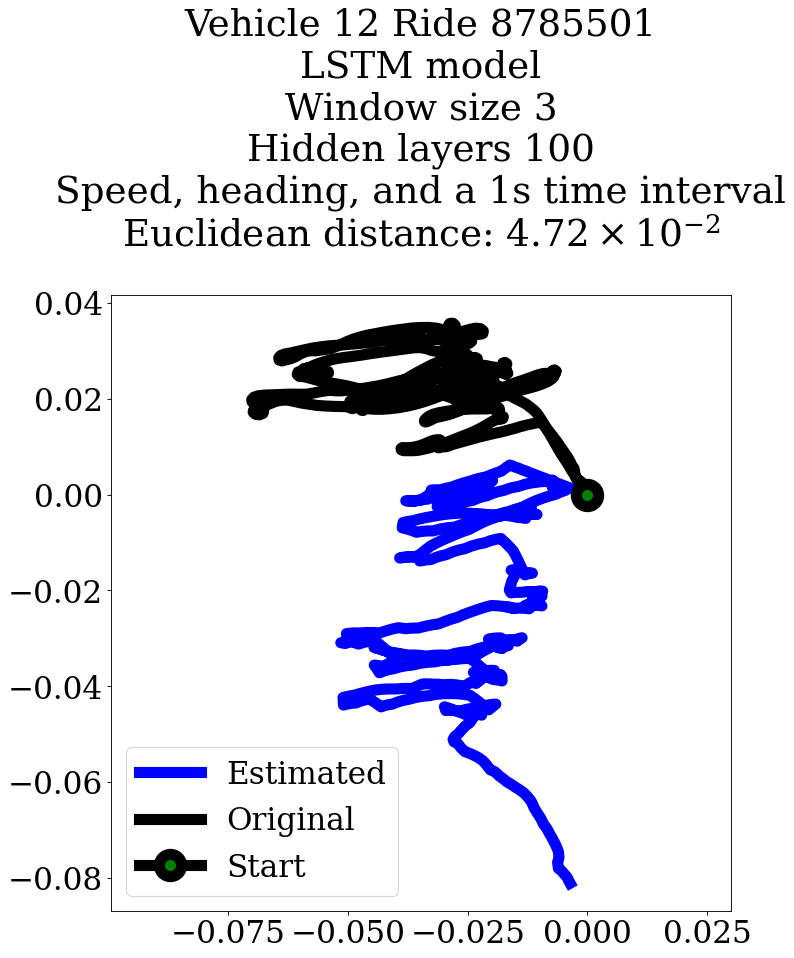 Vehicle 12 Ride 8785501
LSTM model
Window size 3
Hidden layers 100
Speed, heading, and a 1s time interval
Euclidean distance: 4.72 × 10⁻²
0.04
0.02
0.00
−0.02
−0.04
−0.06
−0.08
Estimated
Original
Start
−0.075 −0.050 −0.025 0.000 0.025